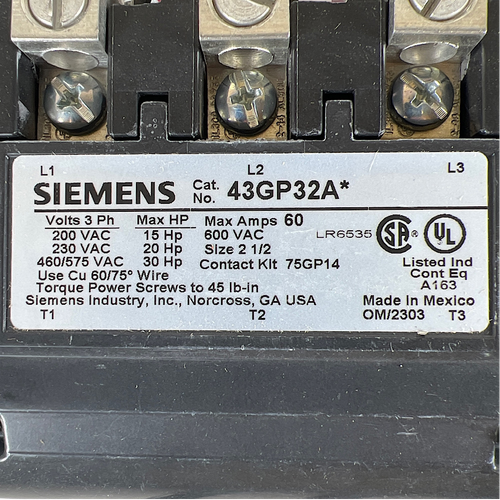 L1 L2 L3
SIEMENS Cat. No. 43GP32A*
Volts 3 Ph Max HP Max Amps 60
200 VAC 15 Hp 600 VAC LR6535 SA® UL
230 VAC 20 Hp Size 2 1/2
460/575 VAC 30 Hp Contact Kit 75GP14 Listed Ind
Use Cu 60/75° Wire Cont Eq
Torque Power Screws to 45 lb-in A163
Siemens Industry, Inc., Norcross, GA USA Made in Mexico
T1 T2 OM/2303 T3